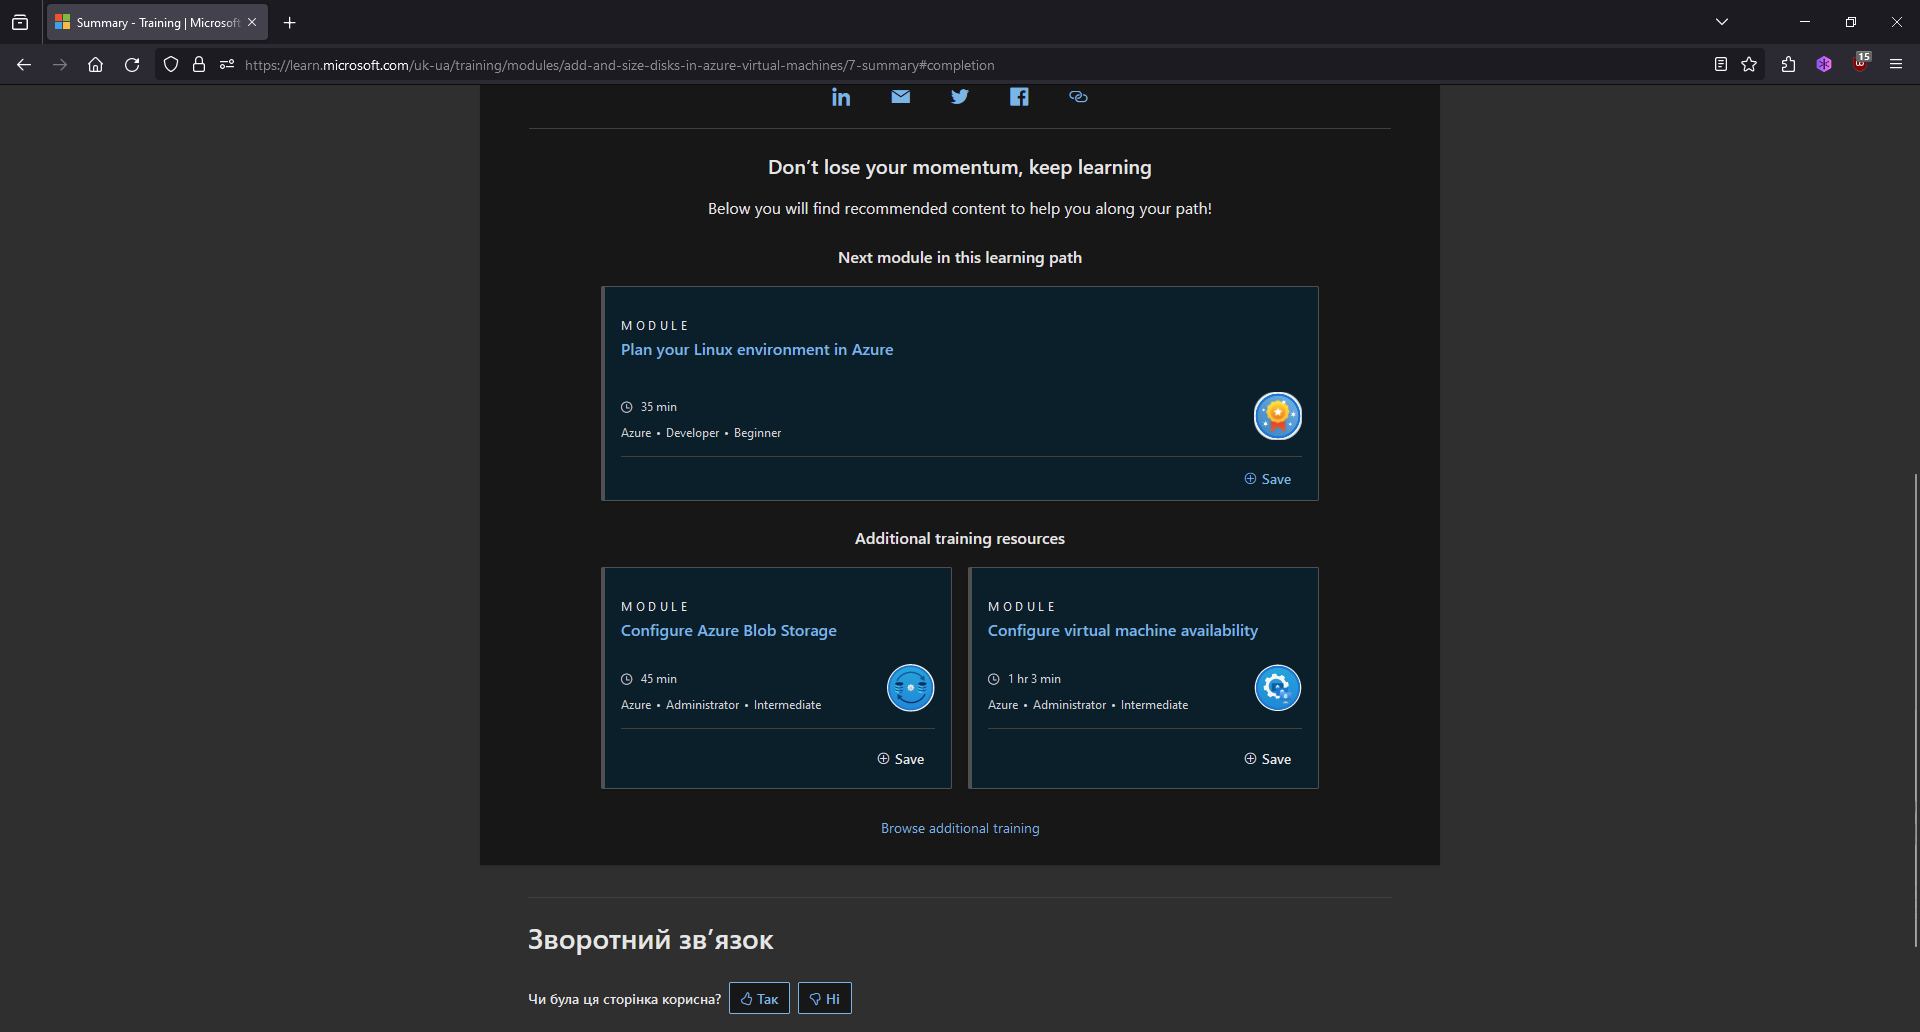 Summary - Training | Microsoft
https://learn.microsoft.com/uk-ua/training/modules/add-and-size-disks-in-azure-virtual-machines/7-summary#completion
15
Don’t lose your momentum, keep learning
Below you will find recommended content to help you along your path!
Next module in this learning path
MODULE
Plan your Linux environment in Azure
35 min
Azure • Developer • Beginner
Save
Additional training resources
MODULE
Configure Azure Blob Storage
45 min
Azure • Administrator • Intermediate
Save
MODULE
Configure virtual machine availability
1 hr 3 min
Azure • Administrator • Intermediate
Save
Browse additional training
Зворотний зв’язок
Чи була ця сторінка корисна? Так Ні